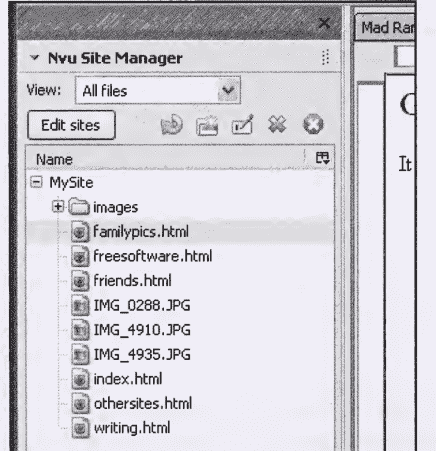 Mad Rar
Nvu Site Manager
View: All files
Edit sites
It
Name
MySite
images
familypics.html
freesoftware.html
friends.html
IMG_0288.JPG
IMG_4910.JPG
IMG_4935.JPG
index.html
othersites.html
writing.html